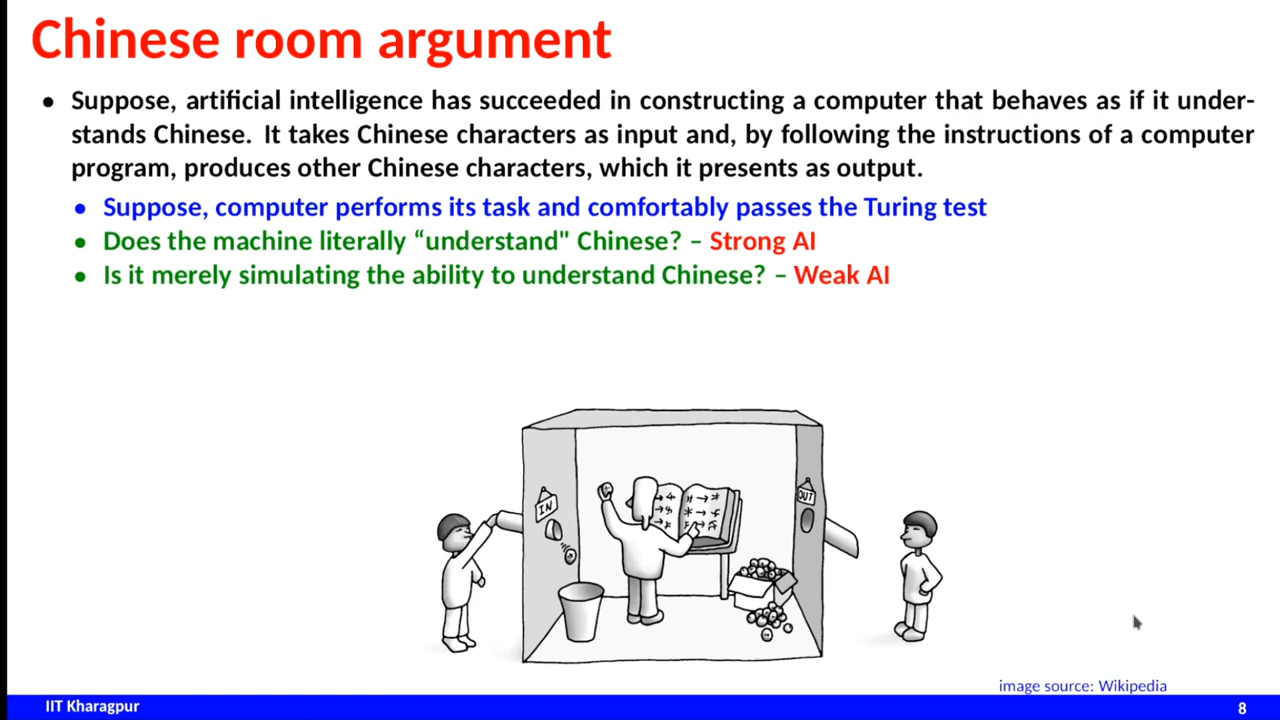 Chinese room argument
• Suppose, artificial intelligence has succeeded in constructing a computer that behaves as if it under-
stands Chinese. It takes Chinese characters as input and, by following the instructions of a computer
program, produces other Chinese characters, which it presents as output.
• Suppose, computer performs its task and comfortably passes the Turing test
• Does the machine literally “understand" Chinese? – Strong AI
• Is it merely simulating the ability to understand Chinese? – Weak AI
IN
OUT
image source: Wikipedia
IIT Kharagpur
8